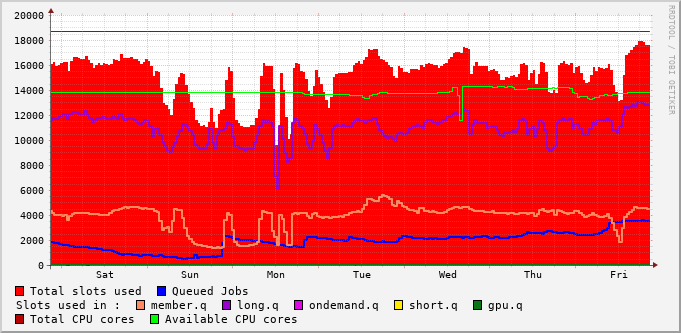 20000
18000
16000
14000
12000
10000
8000
6000
4000
2000
0
Sat Sun Mon Tue Wed Thu Fri
RRDTOOL / TOBI OETIKER
Total slots used Queued Jobs
Slots used in : member.q long.q ondemand.q short.q gpu.q
Total CPU cores Available CPU cores